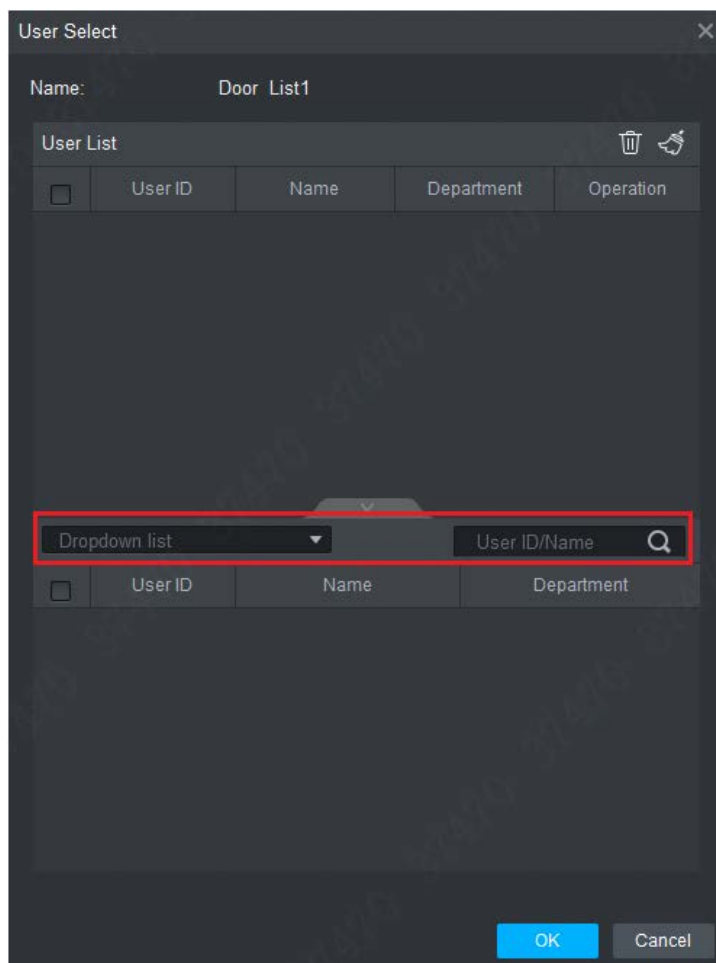 User Select
Name: Door List1
User List
User ID Name Department Operation
Dropdown list User ID/Name
User ID Name Department
OK Cancel